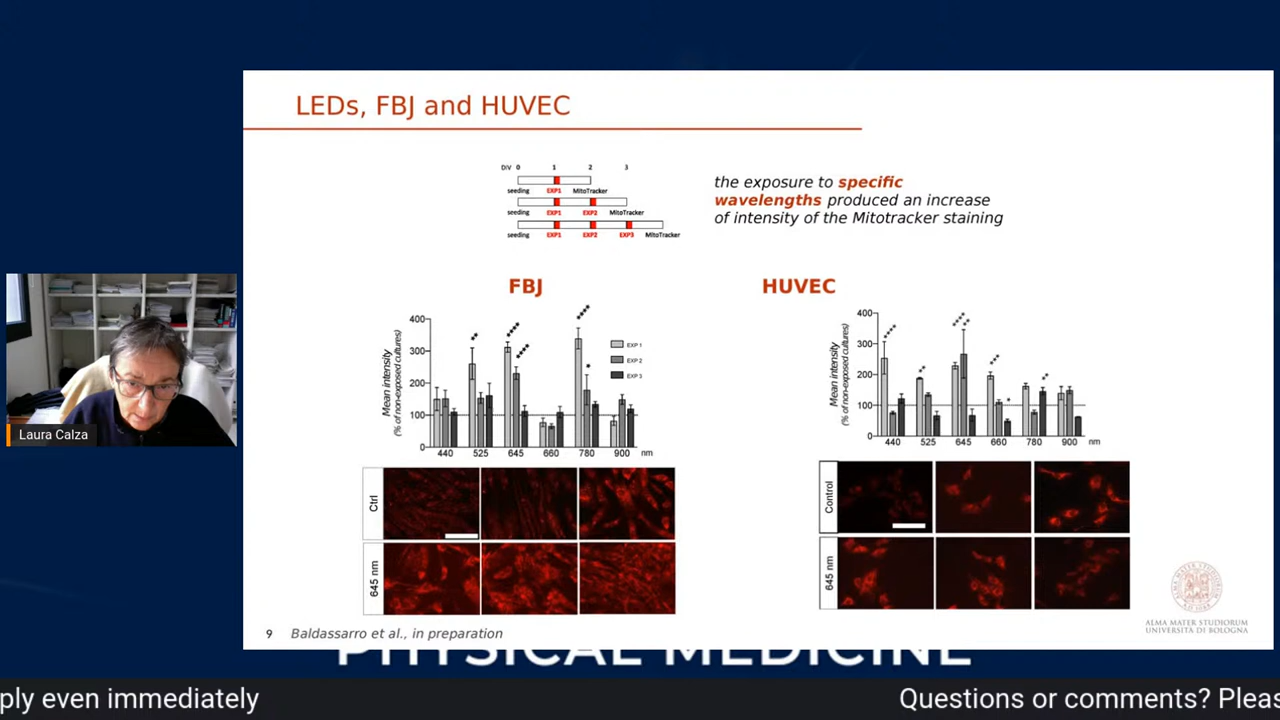 LEDs, FBJ and HUVEC
DIV 0 1 2 3
seeding EXP1 MitoTracker
seeding EXP1 EXP2 MitoTracker
seeding EXP1 EXP2 EXP3 MitoTracker
the exposure to specific
wavelengths produced an increase
of intensity of the Mitotracker staining
FBJ
HUVEC
Mean intensity
(% of non-exposed cultures)
400
300
200
100
0
440 525 645 660 780 900 nm
EXP 1
EXP 2
EXP 3
Mean intensity
(% of non-exposed cultures)
400
300
200
100
0
440 525 645 660 780 900 nm
Ctrl
645 nm
Control
645 nm
Laura Calza
ALMA MATER STUDIORUM
UNIVERSITÀ DI BOLOGNA
9 Baldassarro et al., in preparation
PHYSICAL MEDICINE
ply even immediately
Questions or comments? Pleas